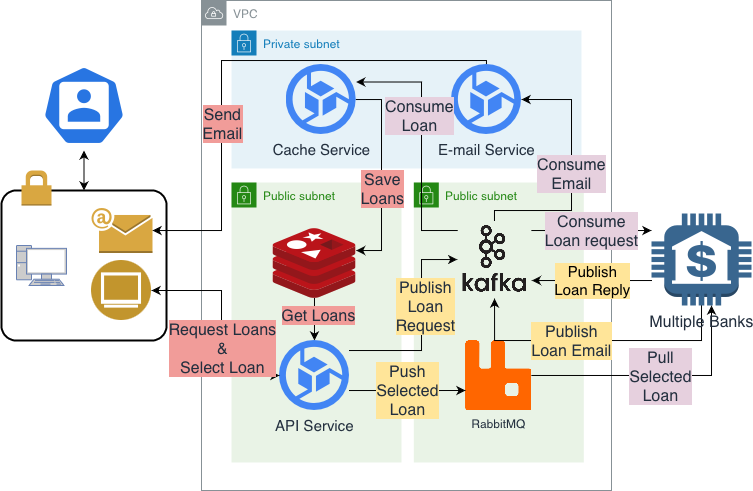 VPC
Private subnet
Send
Email
Consume
Loan
Cache Service
E-mail Service
Consume
Email
Save
Loans
Public subnet
Public subnet
@
Consume
Loan request
kafka
Publish
Loan Reply
$
Publish
Loan
Request
Get Loans
Multiple Banks
Request Loans
&
Select Loan
Publish
Loan Email
Push
Selected
Loan
Pull
Selected
Loan
API Service
RabbitMQ